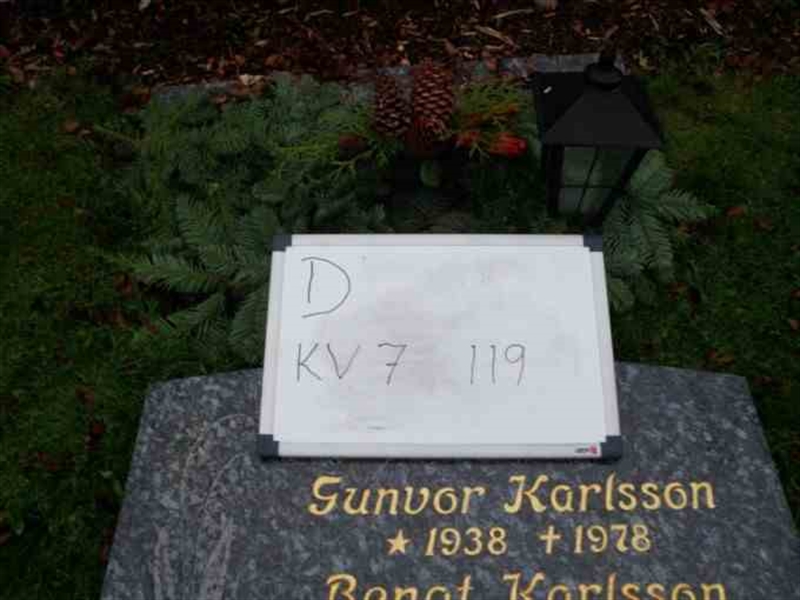 D
KV 7 119
Gunvor Karlsson
★ 1938 † 1978
Bengt Karlsson